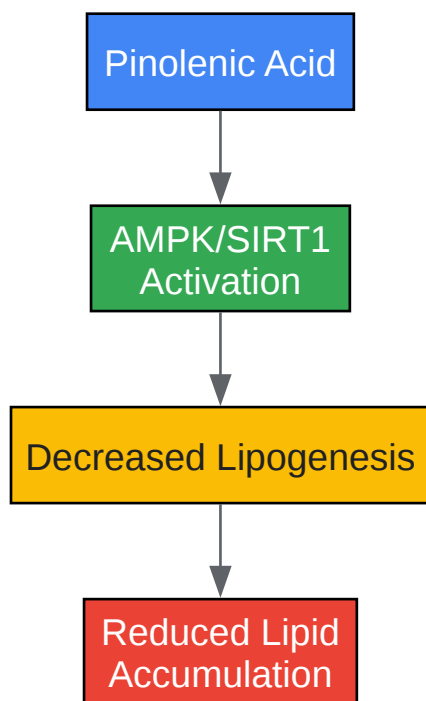 Pinolenic Acid
AMPK/SIRT1
Activation
Decreased Lipogenesis
Reduced Lipid
Accumulation